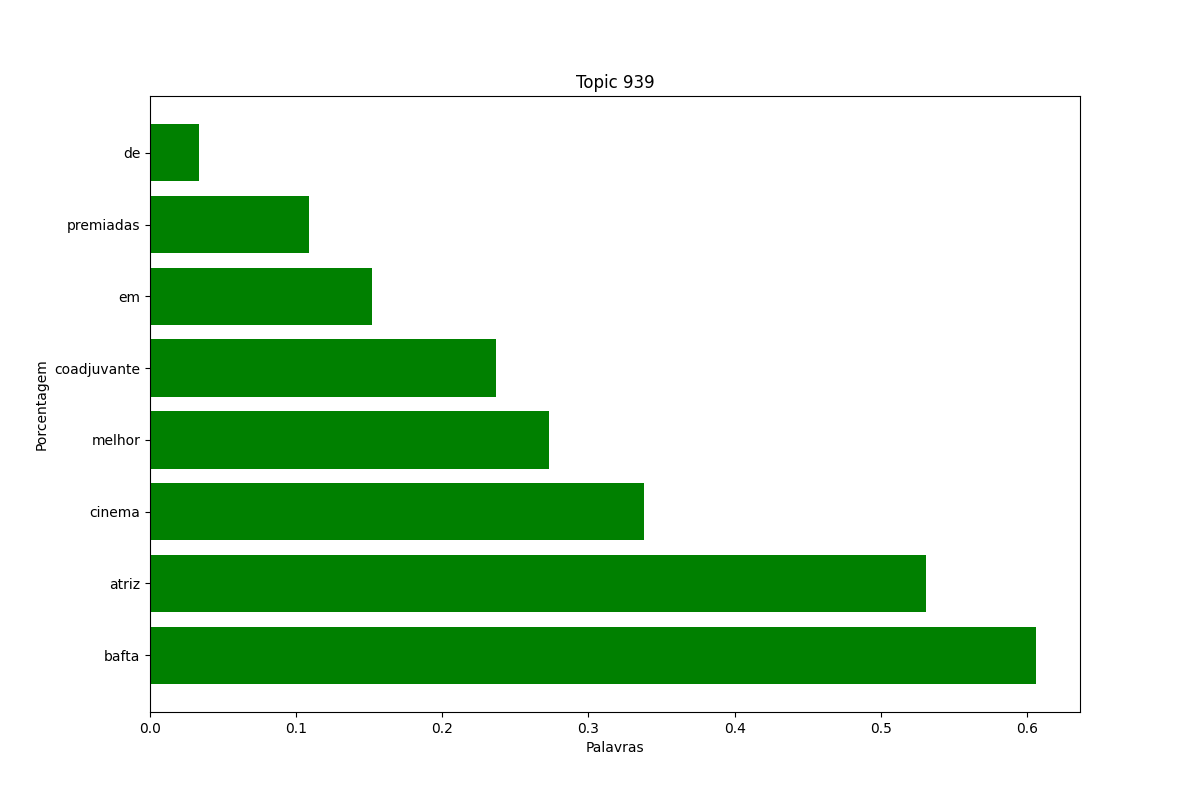 Topic 939
de
premiadas
em
coadjuvante
melhor
cinema
atriz
bafta
Porcentagem
0.0 0.1 0.2 0.3 0.4 0.5 0.6
Palavras